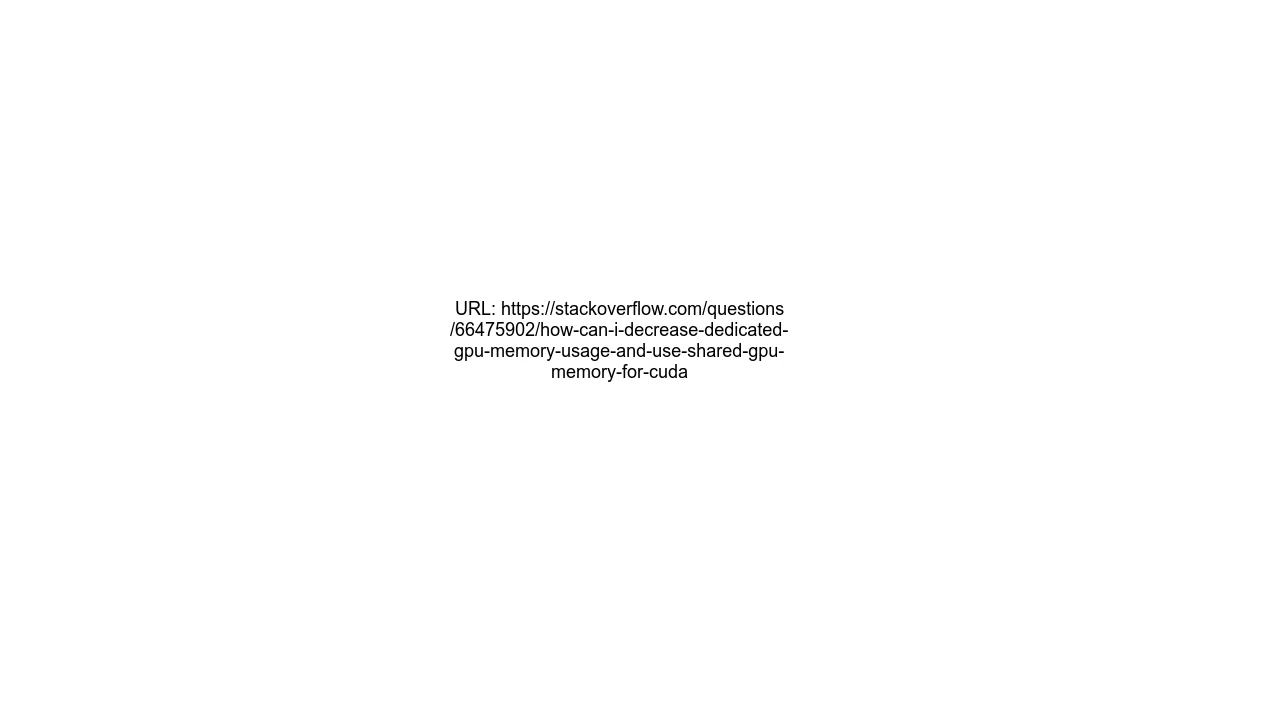 URL: https://stackoverflow.com/questions
/66475902/how-can-i-decrease-dedicated-
gpu-memory-usage-and-use-shared-gpu-
memory-for-cuda